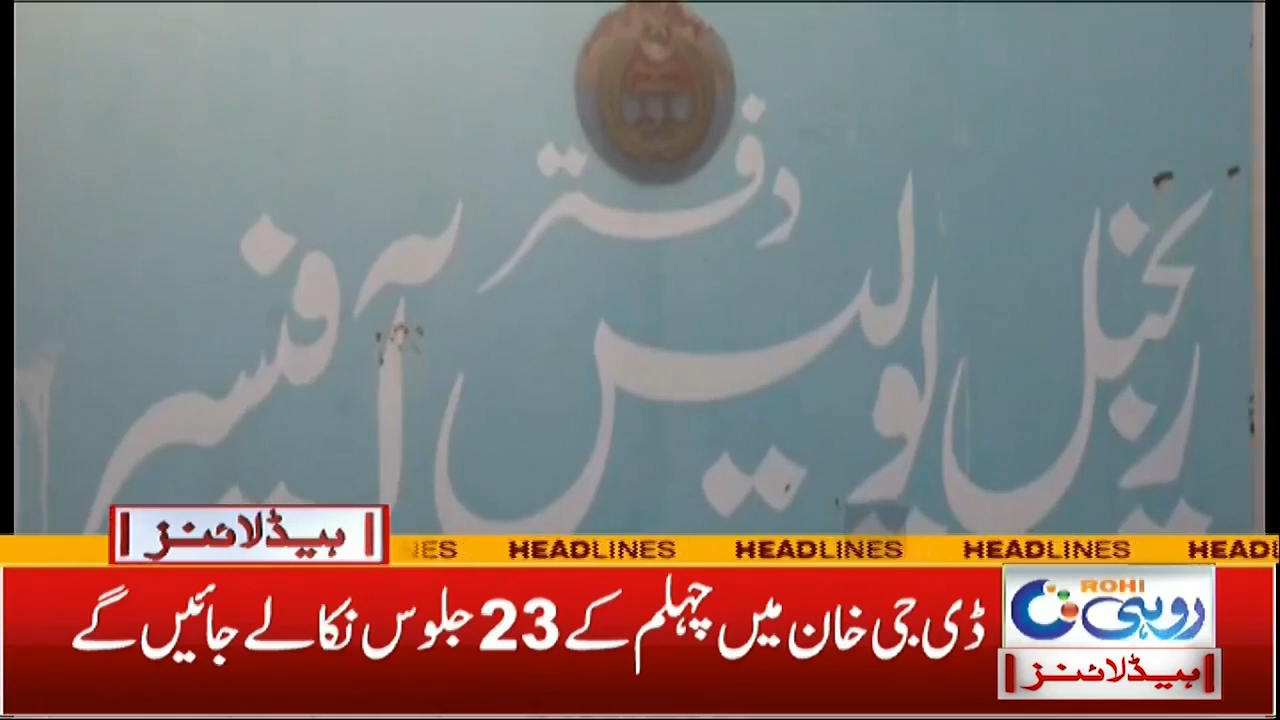 دفتر
ریجنل پولیس آفیسر
ہیڈلائنز
HEADLINES HEADLINES HEADLINES HEADLINES
ROHI
روہی
ڈی جی خان میں چہلم کے 23 جلوس نکالے جائیں گے
ہیڈلائنز